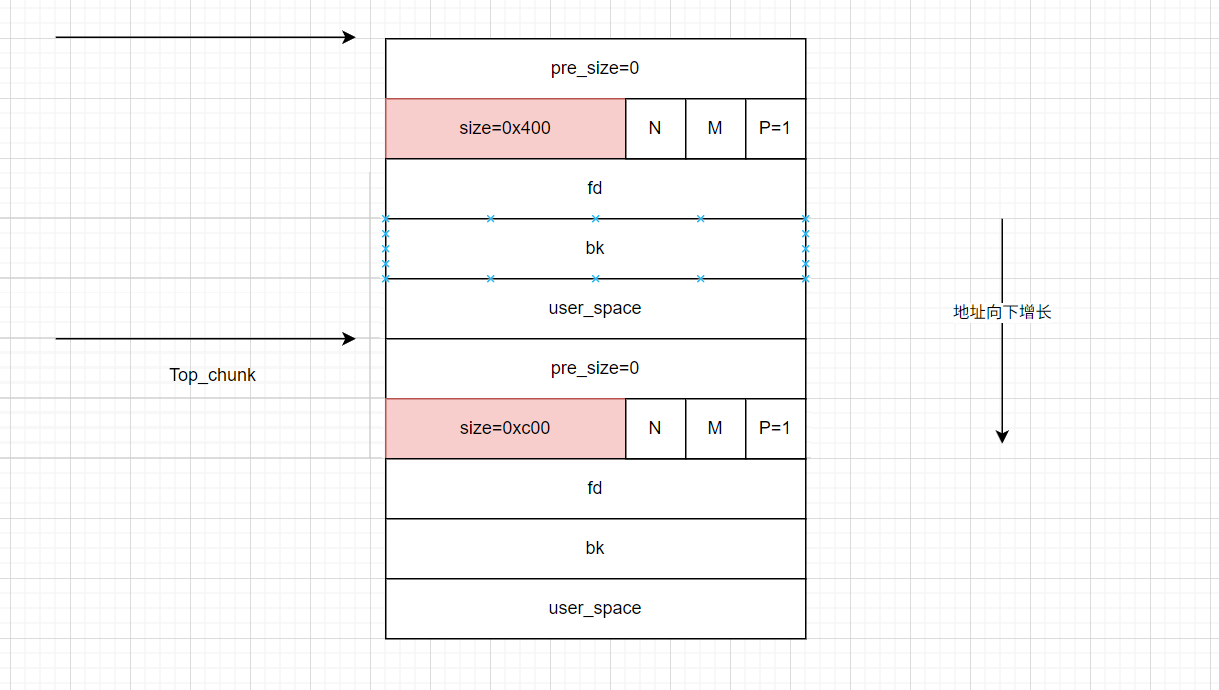 pre_size=0
size=0x400 N M P=1
fd
bk
user_space
地址向下增长
pre_size=0
Top_chunk
size=0xc00 N M P=1
fd
bk
user_space